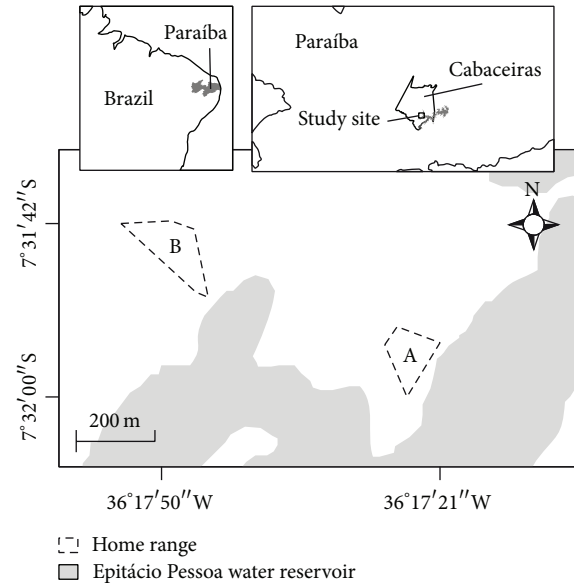 Paraíba
Brazil
Paraíba
Cabaceiras
Study site
N
7°31′42″S
B
A
7°32′00″S
200 m
36°17′50″W
36°17′21″W
Home range
Epitácio Pessoa water reservoir